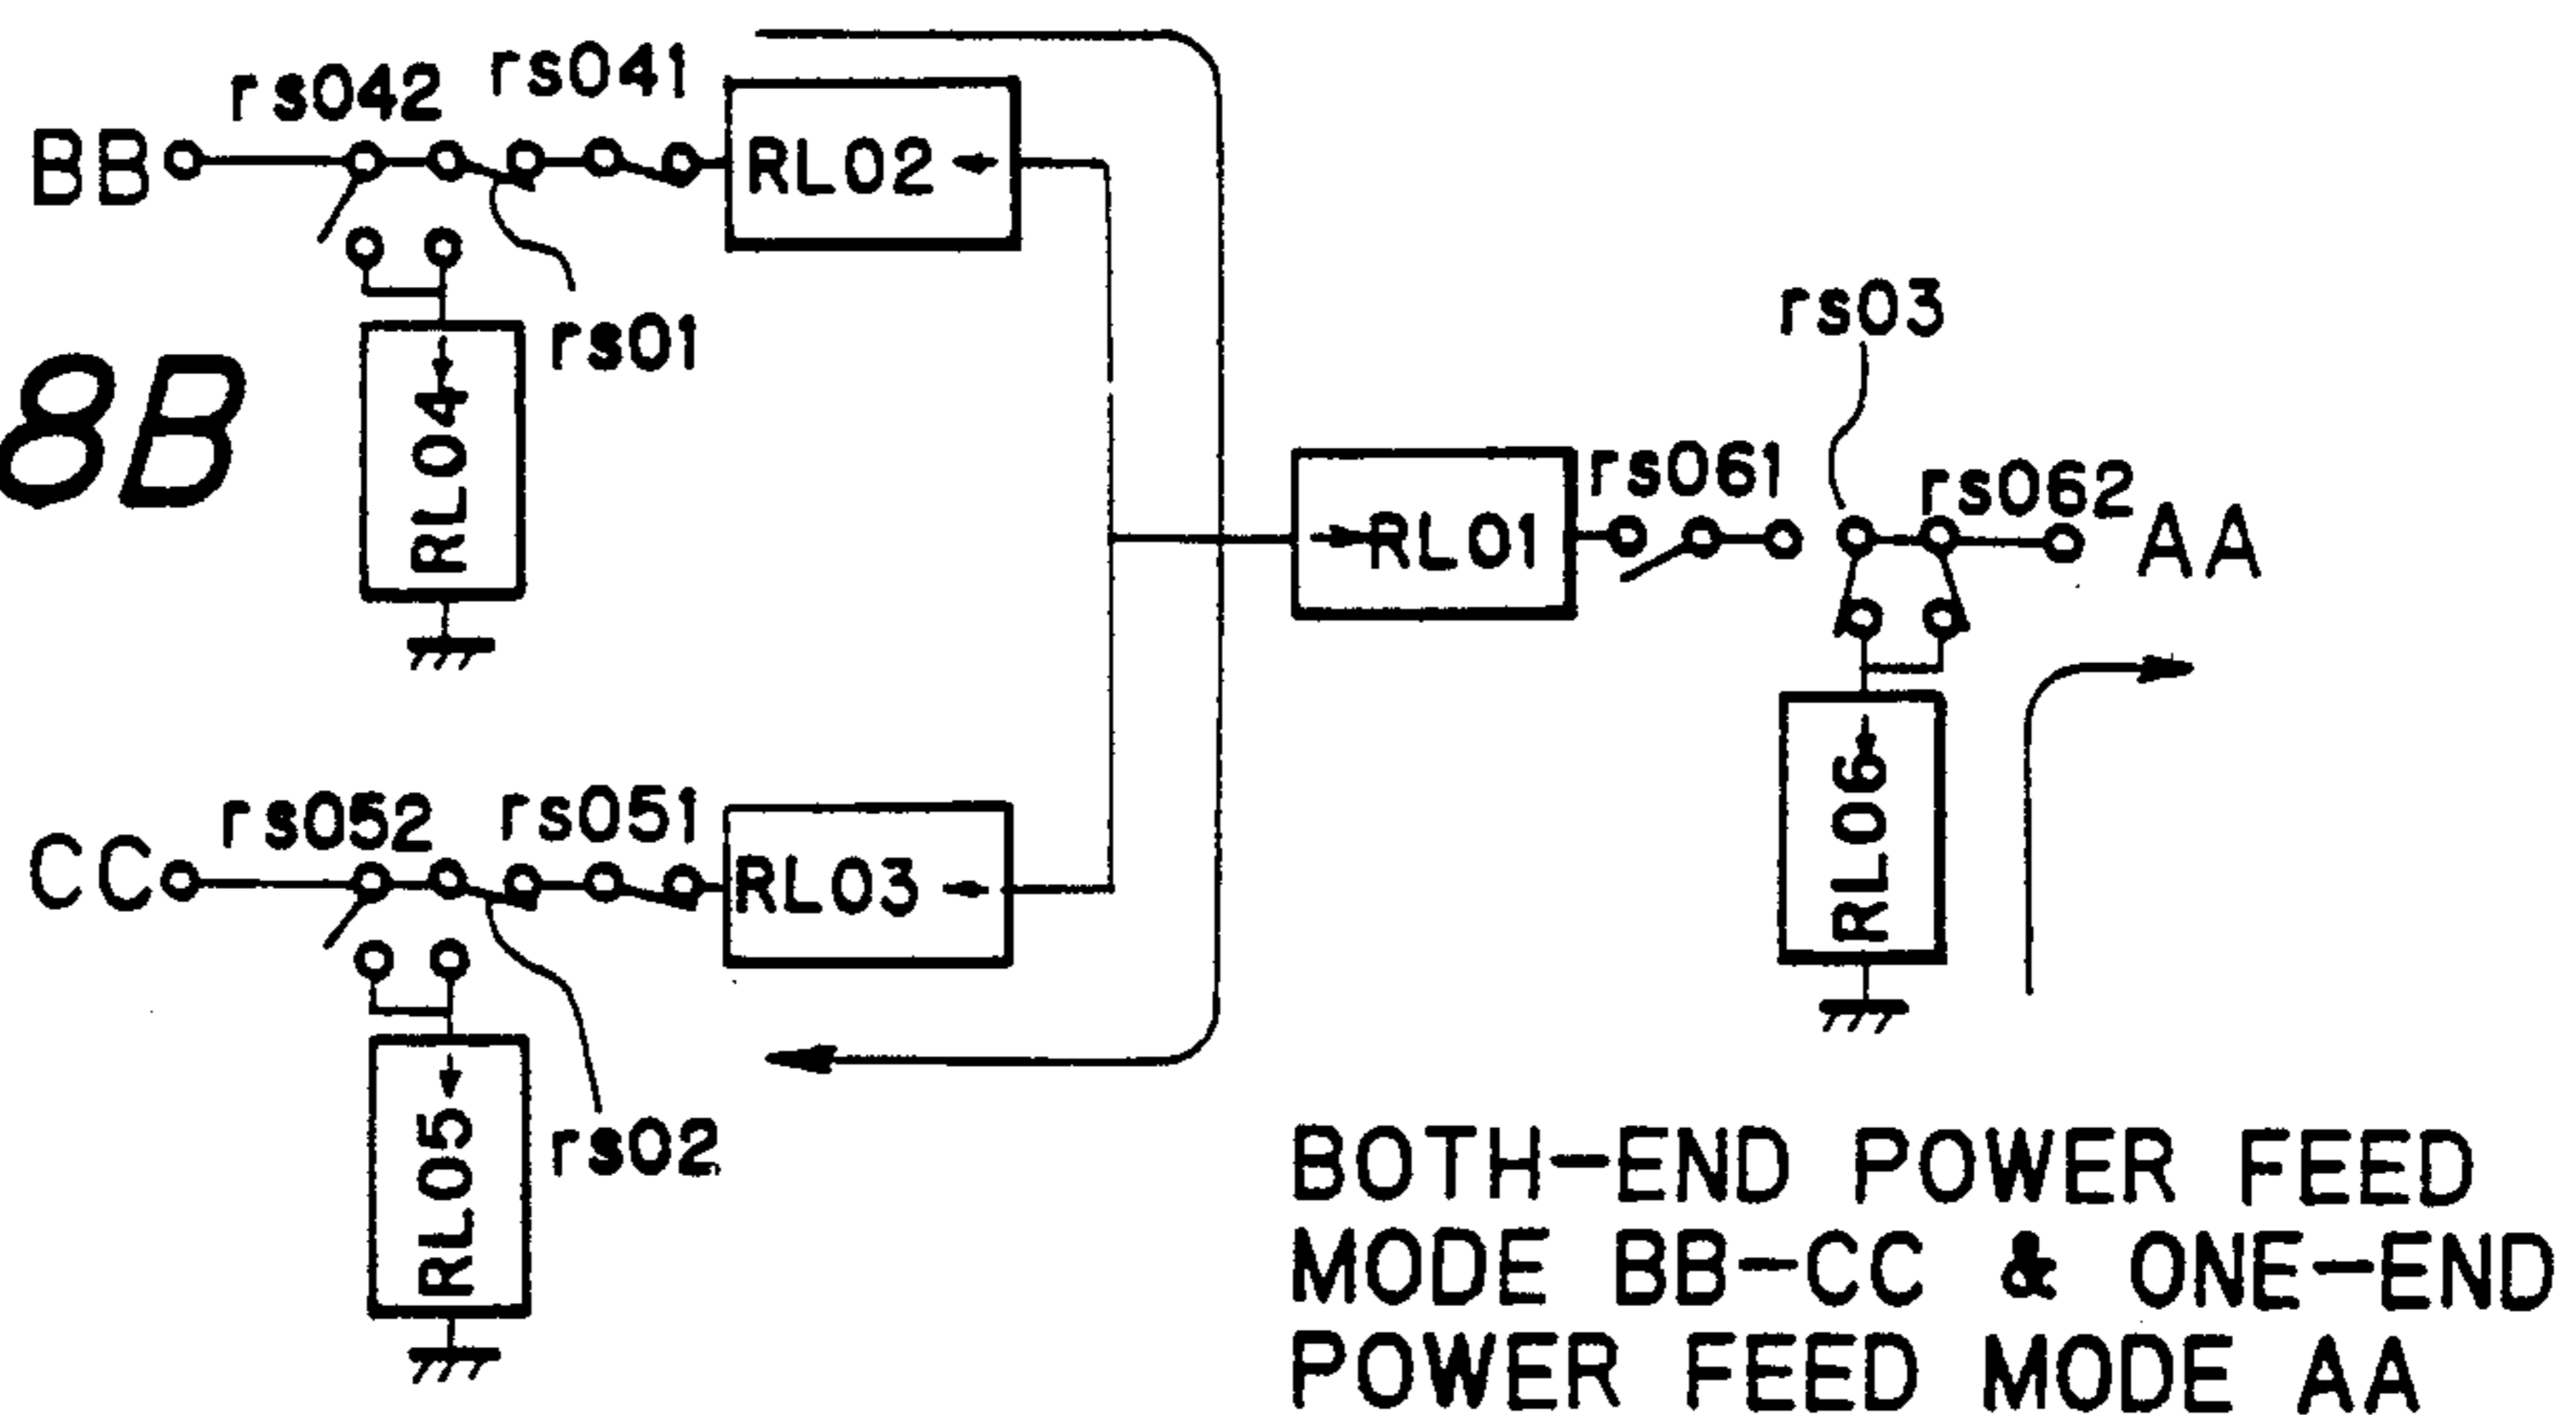 rs042
rs041
BB
RL02
rs01
RL04
8B
rs03
rs061
rs062
RL01
AA
RL06
rs052
rs051
CC
RL03
RL05
rs02
BOTH-END POWER FEED
MODE BB-CC & ONE-END
POWER FEED MODE AA